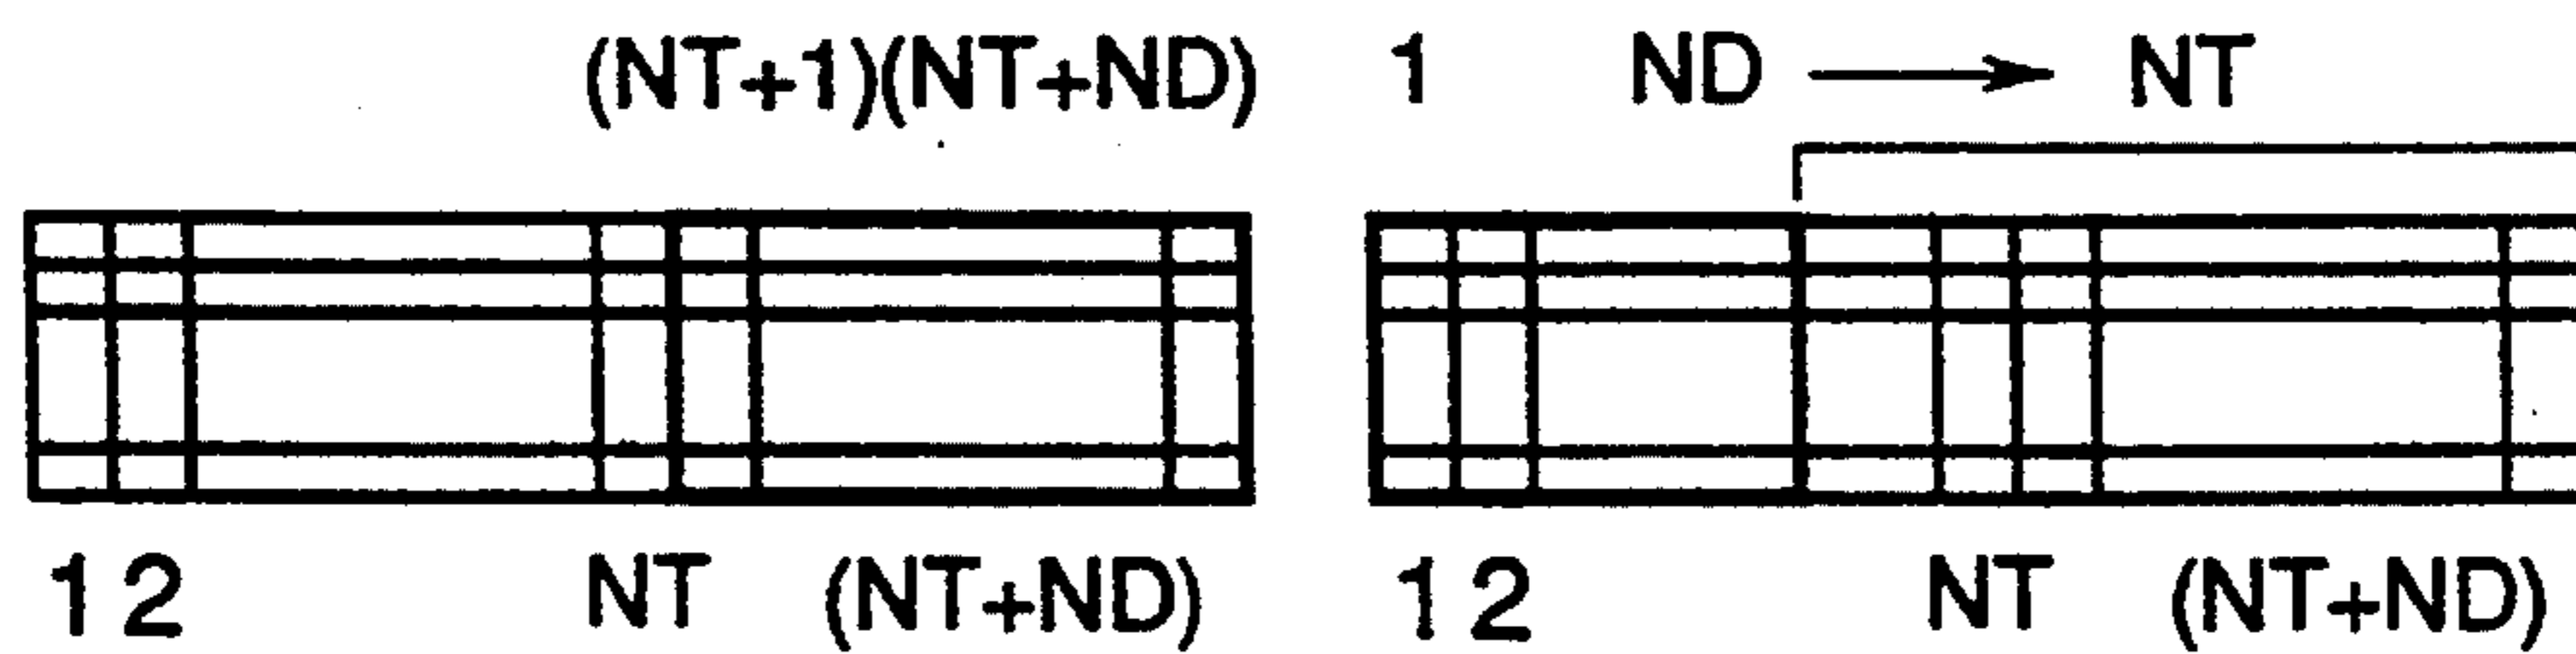 (NT+1)(NT+ND) 1 ND → NT
1 2 NT (NT+ND) 1 2 NT (NT+ND)